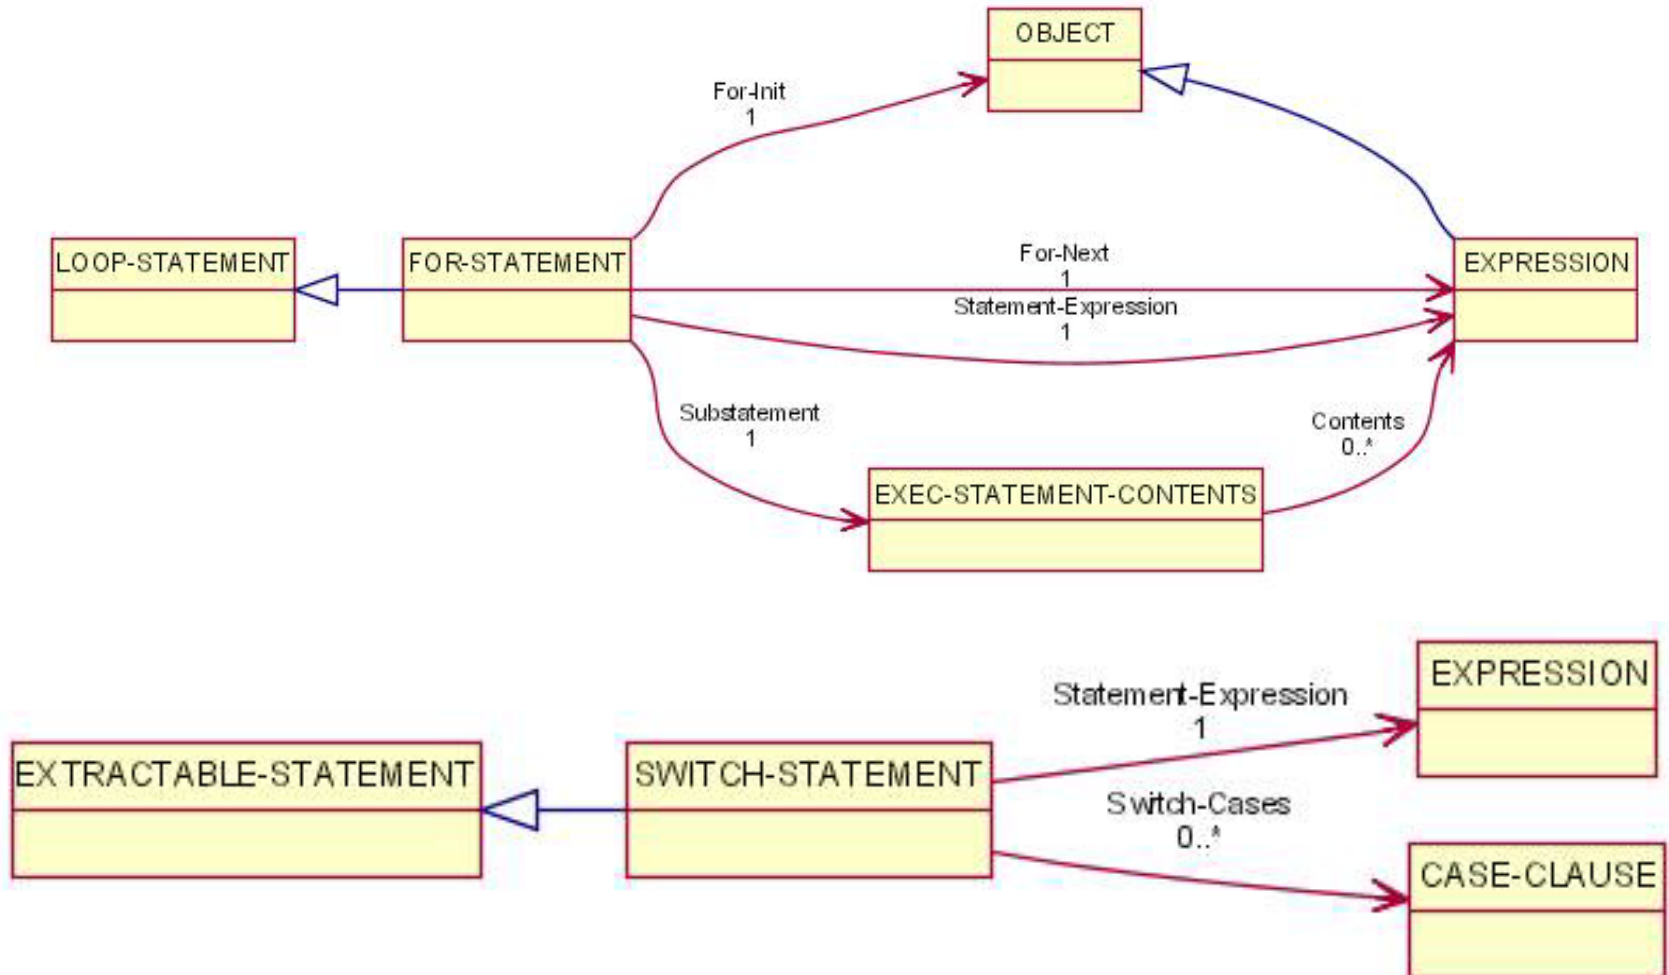 OBJECT
For-Init
1
LOOP-STATEMENT
FOR-STATEMENT
For-Next
1
EXPRESSION
Statement-Expression
1
Substatement
1
Contents
0..*
EXEC-STATEMENT-CONTENTS
EXPRESSION
Statement-Expression
1
EXTRACTABLE-STATEMENT
SWITCH-STATEMENT
Switch-Cases
0..*
CASE-CLAUSE